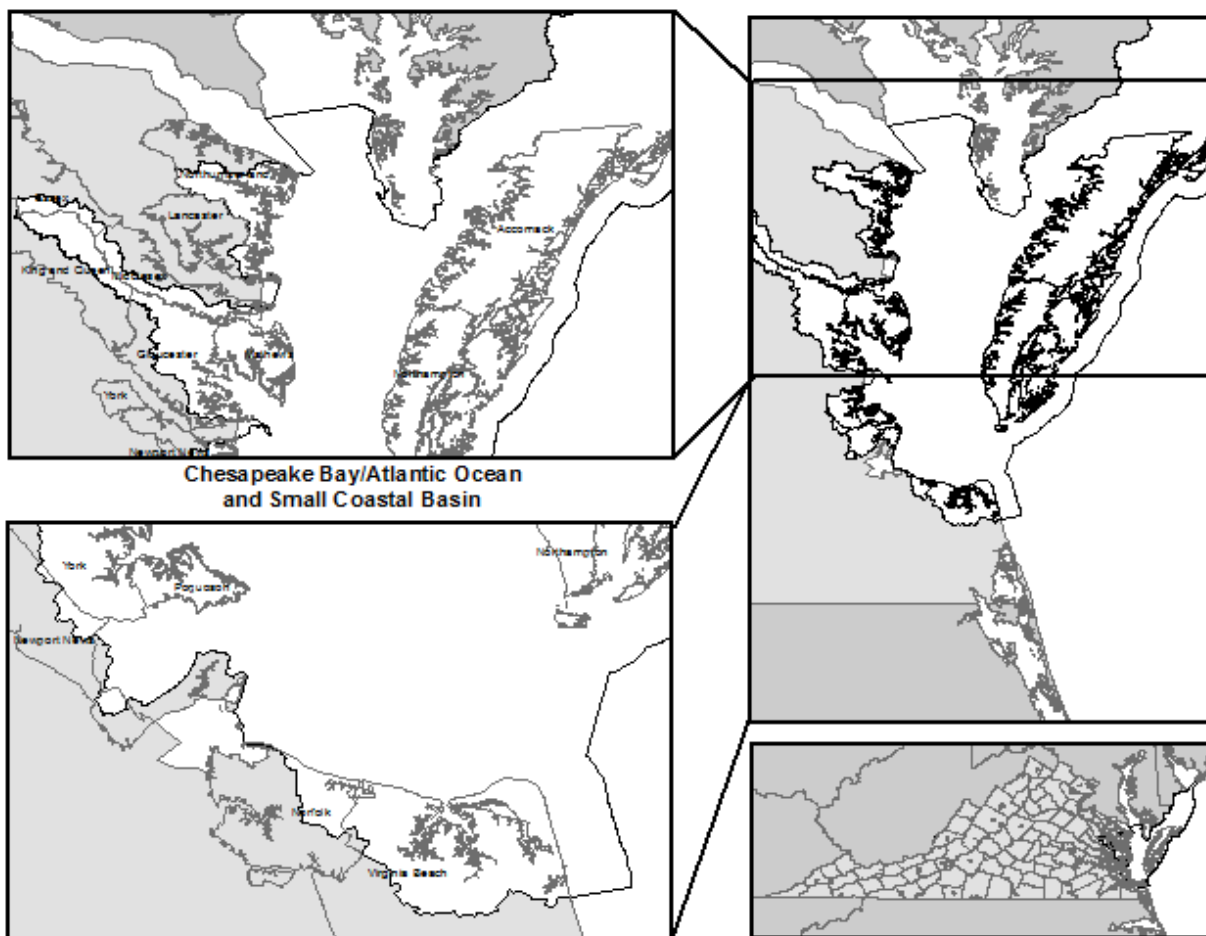 Northumberland
Essex
Lancaster
Accomack
King and Queen
Middlesex
Gloucester
Mathews
Northampton
York
Newport News
Chesapeake Bay/Atlantic Ocean
and Small Coastal Basin
York
Poquoson
Northampton
Newport News
Norfolk
Virginia Beach